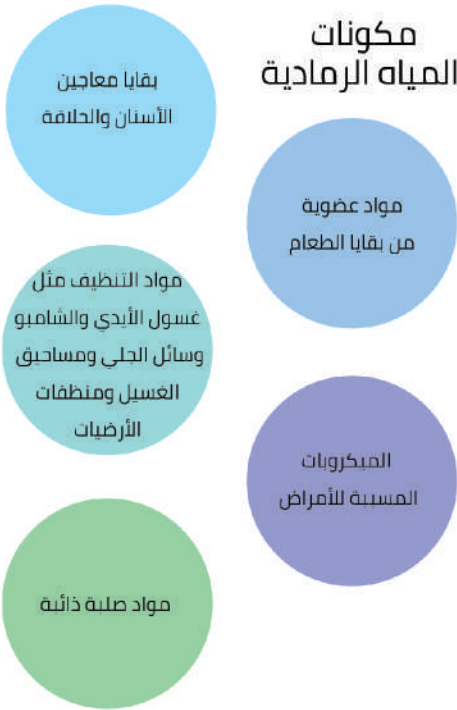 مكونات
المياه الرمادية
بقايا معاجين
الأسنان والحلاقة
مواد عضوية
من بقايا الطعام
مواد التنظيف مثل
غسول الأيدي والشامبو
وسائل الجلي ومساحيق
الغسيل ومنظفات
الأرضيات
الميكروبات
المسببة للأمراض
مواد صلبة ذائبة